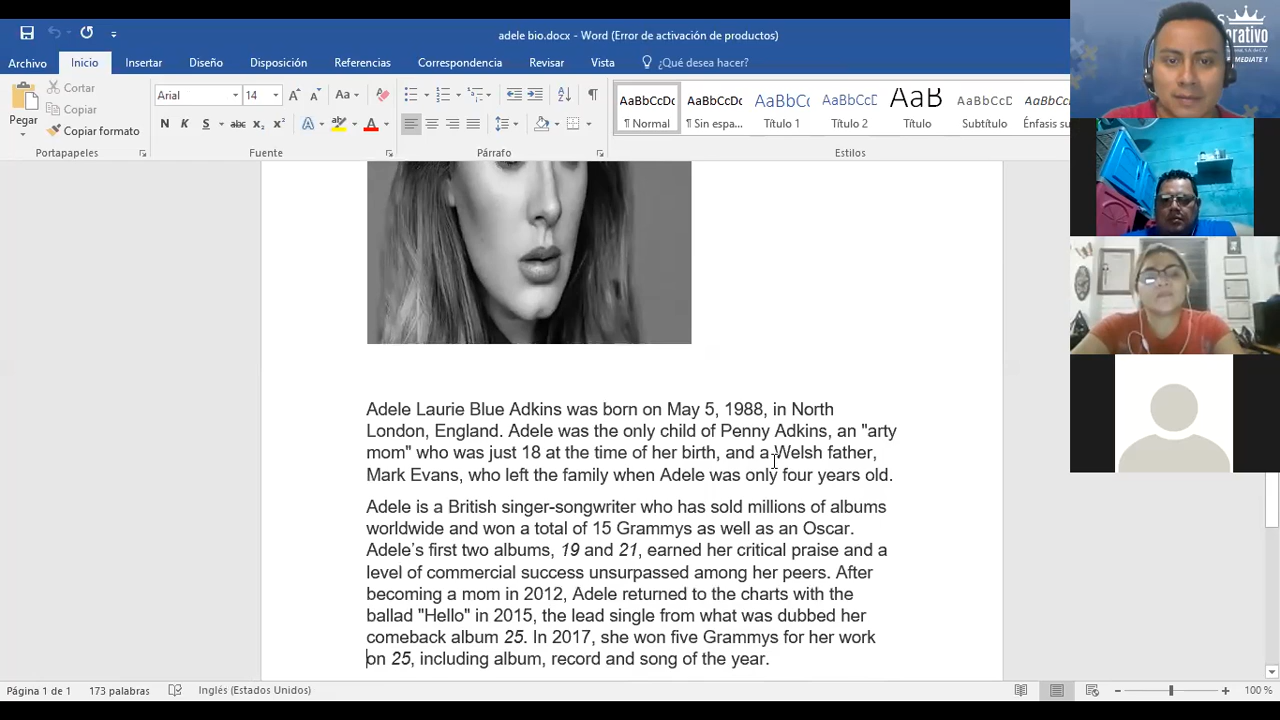 adele bio.docx - Word (Error de activación de productos)
Archivo Inicio Insertar Diseño Disposición Referencias Correspondencia Revisar Vista ¿Qué desea hacer?
Pegar
Cortar
Copiar
Copiar formato
Portapapeles
Arial 14
Aa
N K S abc X₂ X²
Fuente
Párrafo
AaBbCcDc AaBbCcDc AaBbCc AaBbCcC AaB AaBbCcD AaBbCcDc
¶ Normal ¶ Sin espa... Título 1 Título 2 Título Subtítulo Énfasis su
Estilos
rativo
MEDIATE 1
Adele Laurie Blue Adkins was born on May 5, 1988, in North
London, England. Adele was the only child of Penny Adkins, an "arty
mom" who was just 18 at the time of her birth, and a Welsh father,
Mark Evans, who left the family when Adele was only four years old.
Adele is a British singer-songwriter who has sold millions of albums
worldwide and won a total of 15 Grammys as well as an Oscar.
Adele's first two albums, 19 and 21, earned her critical praise and a
level of commercial success unsurpassed among her peers. After
becoming a mom in 2012, Adele returned to the charts with the
ballad "Hello" in 2015, the lead single from what was dubbed her
comeback album 25. In 2017, she won five Grammys for her work
on 25, including album, record and song of the year.
Página 1 de 1 173 palabras Inglés (Estados Unidos) 100 %